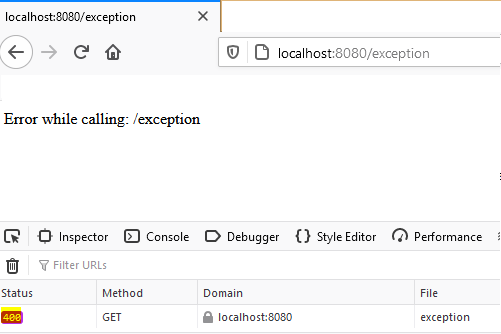 localhost:8080/exception
localhost:8080/exception
Error while calling: /exception
Inspector Console Debugger Style Editor Performance
Filter URLs
Status Method Domain File
400 GET localhost:8080 exception